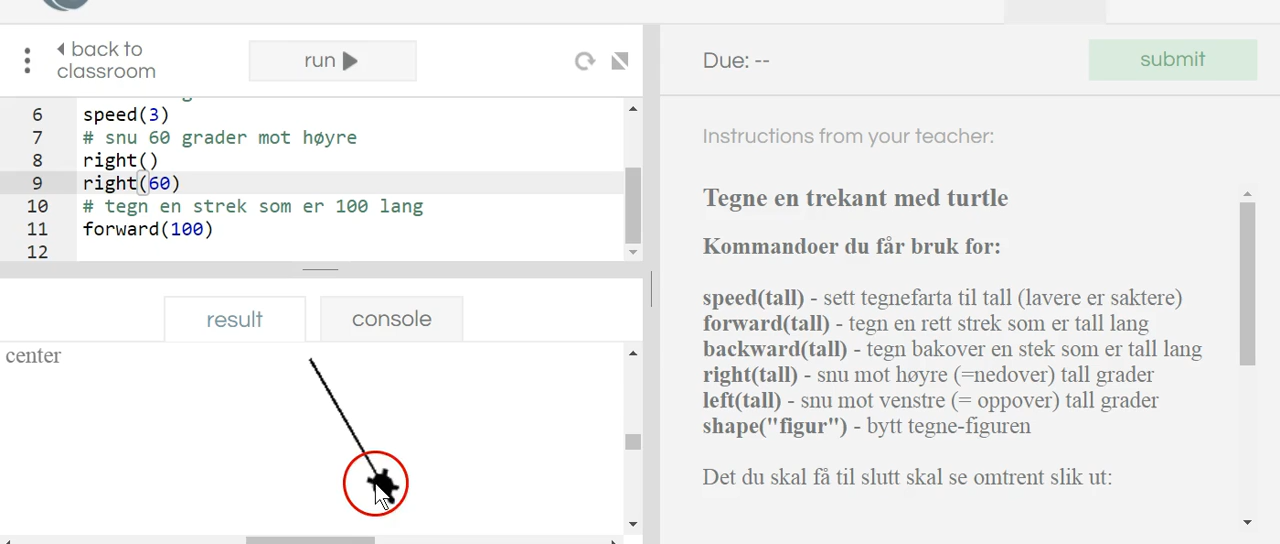 back to
classroom
run
Due: --
submit
6 speed(3)
7 # snu 60 grader mot høyre
8 right()
9 right(60)
10 # tegn en strek som er 100 lang
11 forward(100)
12
result
console
center
Instructions from your teacher:
Tegne en trekant med turtle
Kommandoer du får bruk for:
speed(tall) - sett tegnefarta til tall (lavere er saktere)
forward(tall) - tegn en rett strek som er tall lang
backward(tall) - tegn bakover en stek som er tall lang
right(tall) - snu mot høyre (=nedover) tall grader
left(tall) - snu mot venstre (= oppover) tall grader
shape("figur") - bytt tegne-figuren
Det du skal få til slutt skal se omtrent slik ut: